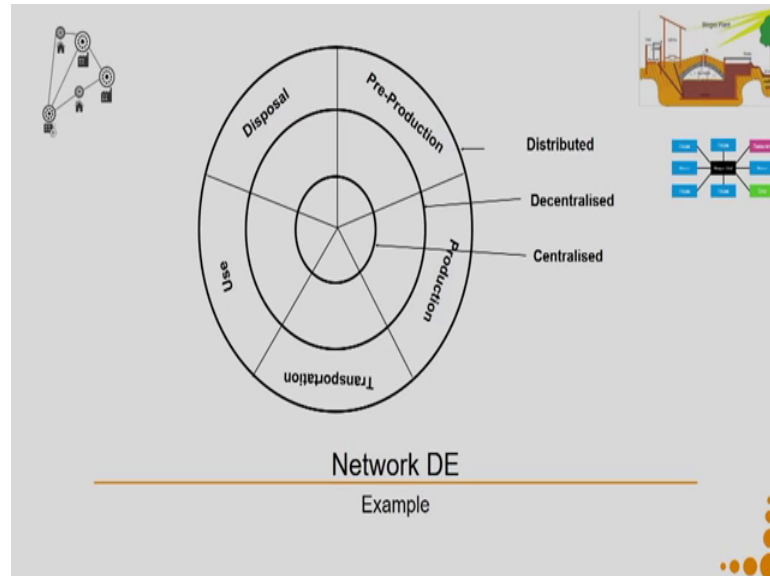 Biogas Plant
Disposal
Pre-Production
Distributed
Decentralised
Centralised
Production
Use
Transportation
Network DE
Example